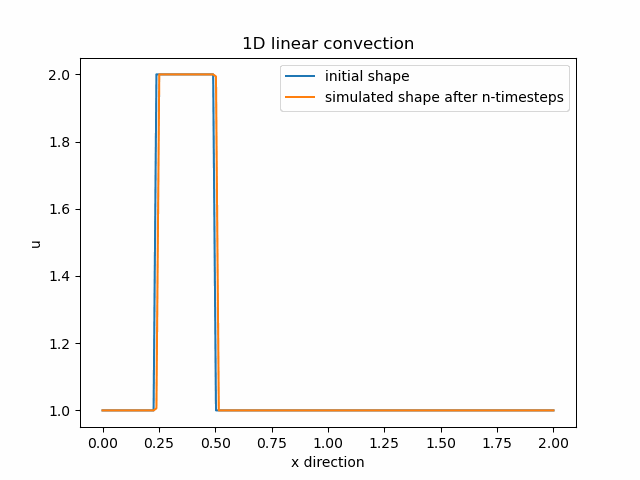 1D linear convection
initial shape
simulated shape after n-timesteps
2.0
1.8
1.6
1.4
1.2
1.0
u
0.00 0.25 0.50 0.75 1.00 1.25 1.50 1.75 2.00
x direction